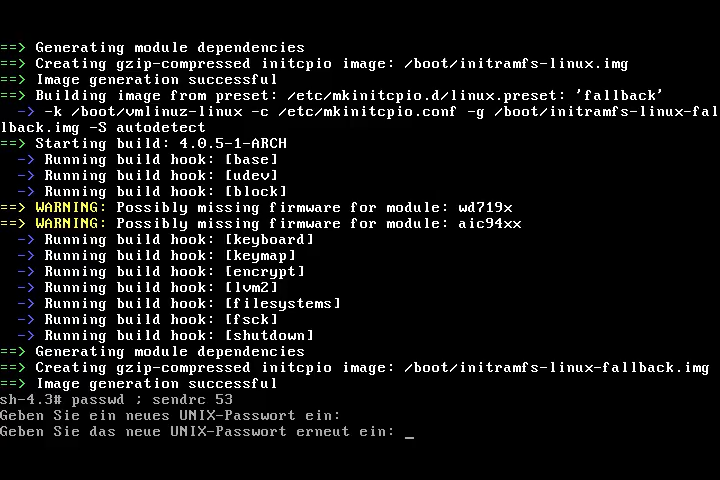 ==> Generating module dependencies
==> Creating gzip-compressed initcpio image: /boot/initramfs-linux.img
==> Image generation successful
==> Building image from preset: /etc/mkinitcpio.d/linux.preset: 'fallback'
  -> -k /boot/vmlinuz-linux -c /etc/mkinitcpio.conf -g /boot/initramfs-linux-fal
lback.img -S autodetect
==> Starting build: 4.0.5-1-ARCH
  -> Running build hook: [base]
  -> Running build hook: [udev]
  -> Running build hook: [block]
==> WARNING: Possibly missing firmware for module: wd719x
==> WARNING: Possibly missing firmware for module: aic94xx
  -> Running build hook: [keyboard]
  -> Running build hook: [keymap]
  -> Running build hook: [encrypt]
  -> Running build hook: [lvm2]
  -> Running build hook: [filesystems]
  -> Running build hook: [fsck]
  -> Running build hook: [shutdown]
==> Generating module dependencies
==> Creating gzip-compressed initcpio image: /boot/initramfs-linux-fallback.img
==> Image generation successful
sh-4.3# passwd ; sendrc 53
Geben Sie ein neues UNIX-Passwort ein:
Geben Sie das neue UNIX-Passwort erneut ein: _